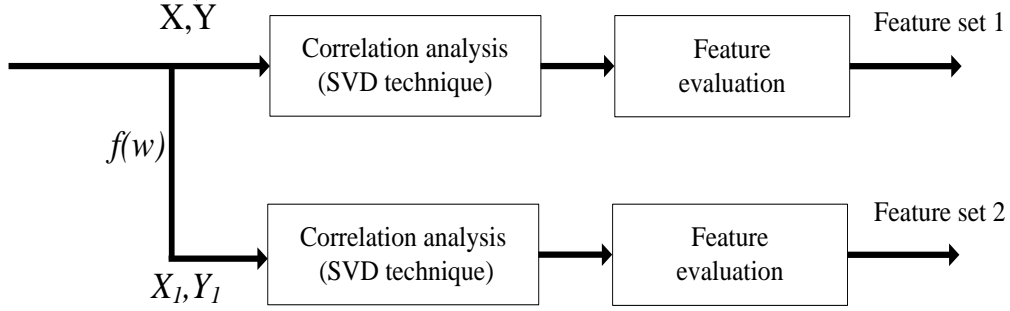 X,Y
Correlation analysis
(SVD technique)
Feature
evaluation
Feature set 1
f(w)
X1,Y1
Correlation analysis
(SVD technique)
Feature
evaluation
Feature set 2